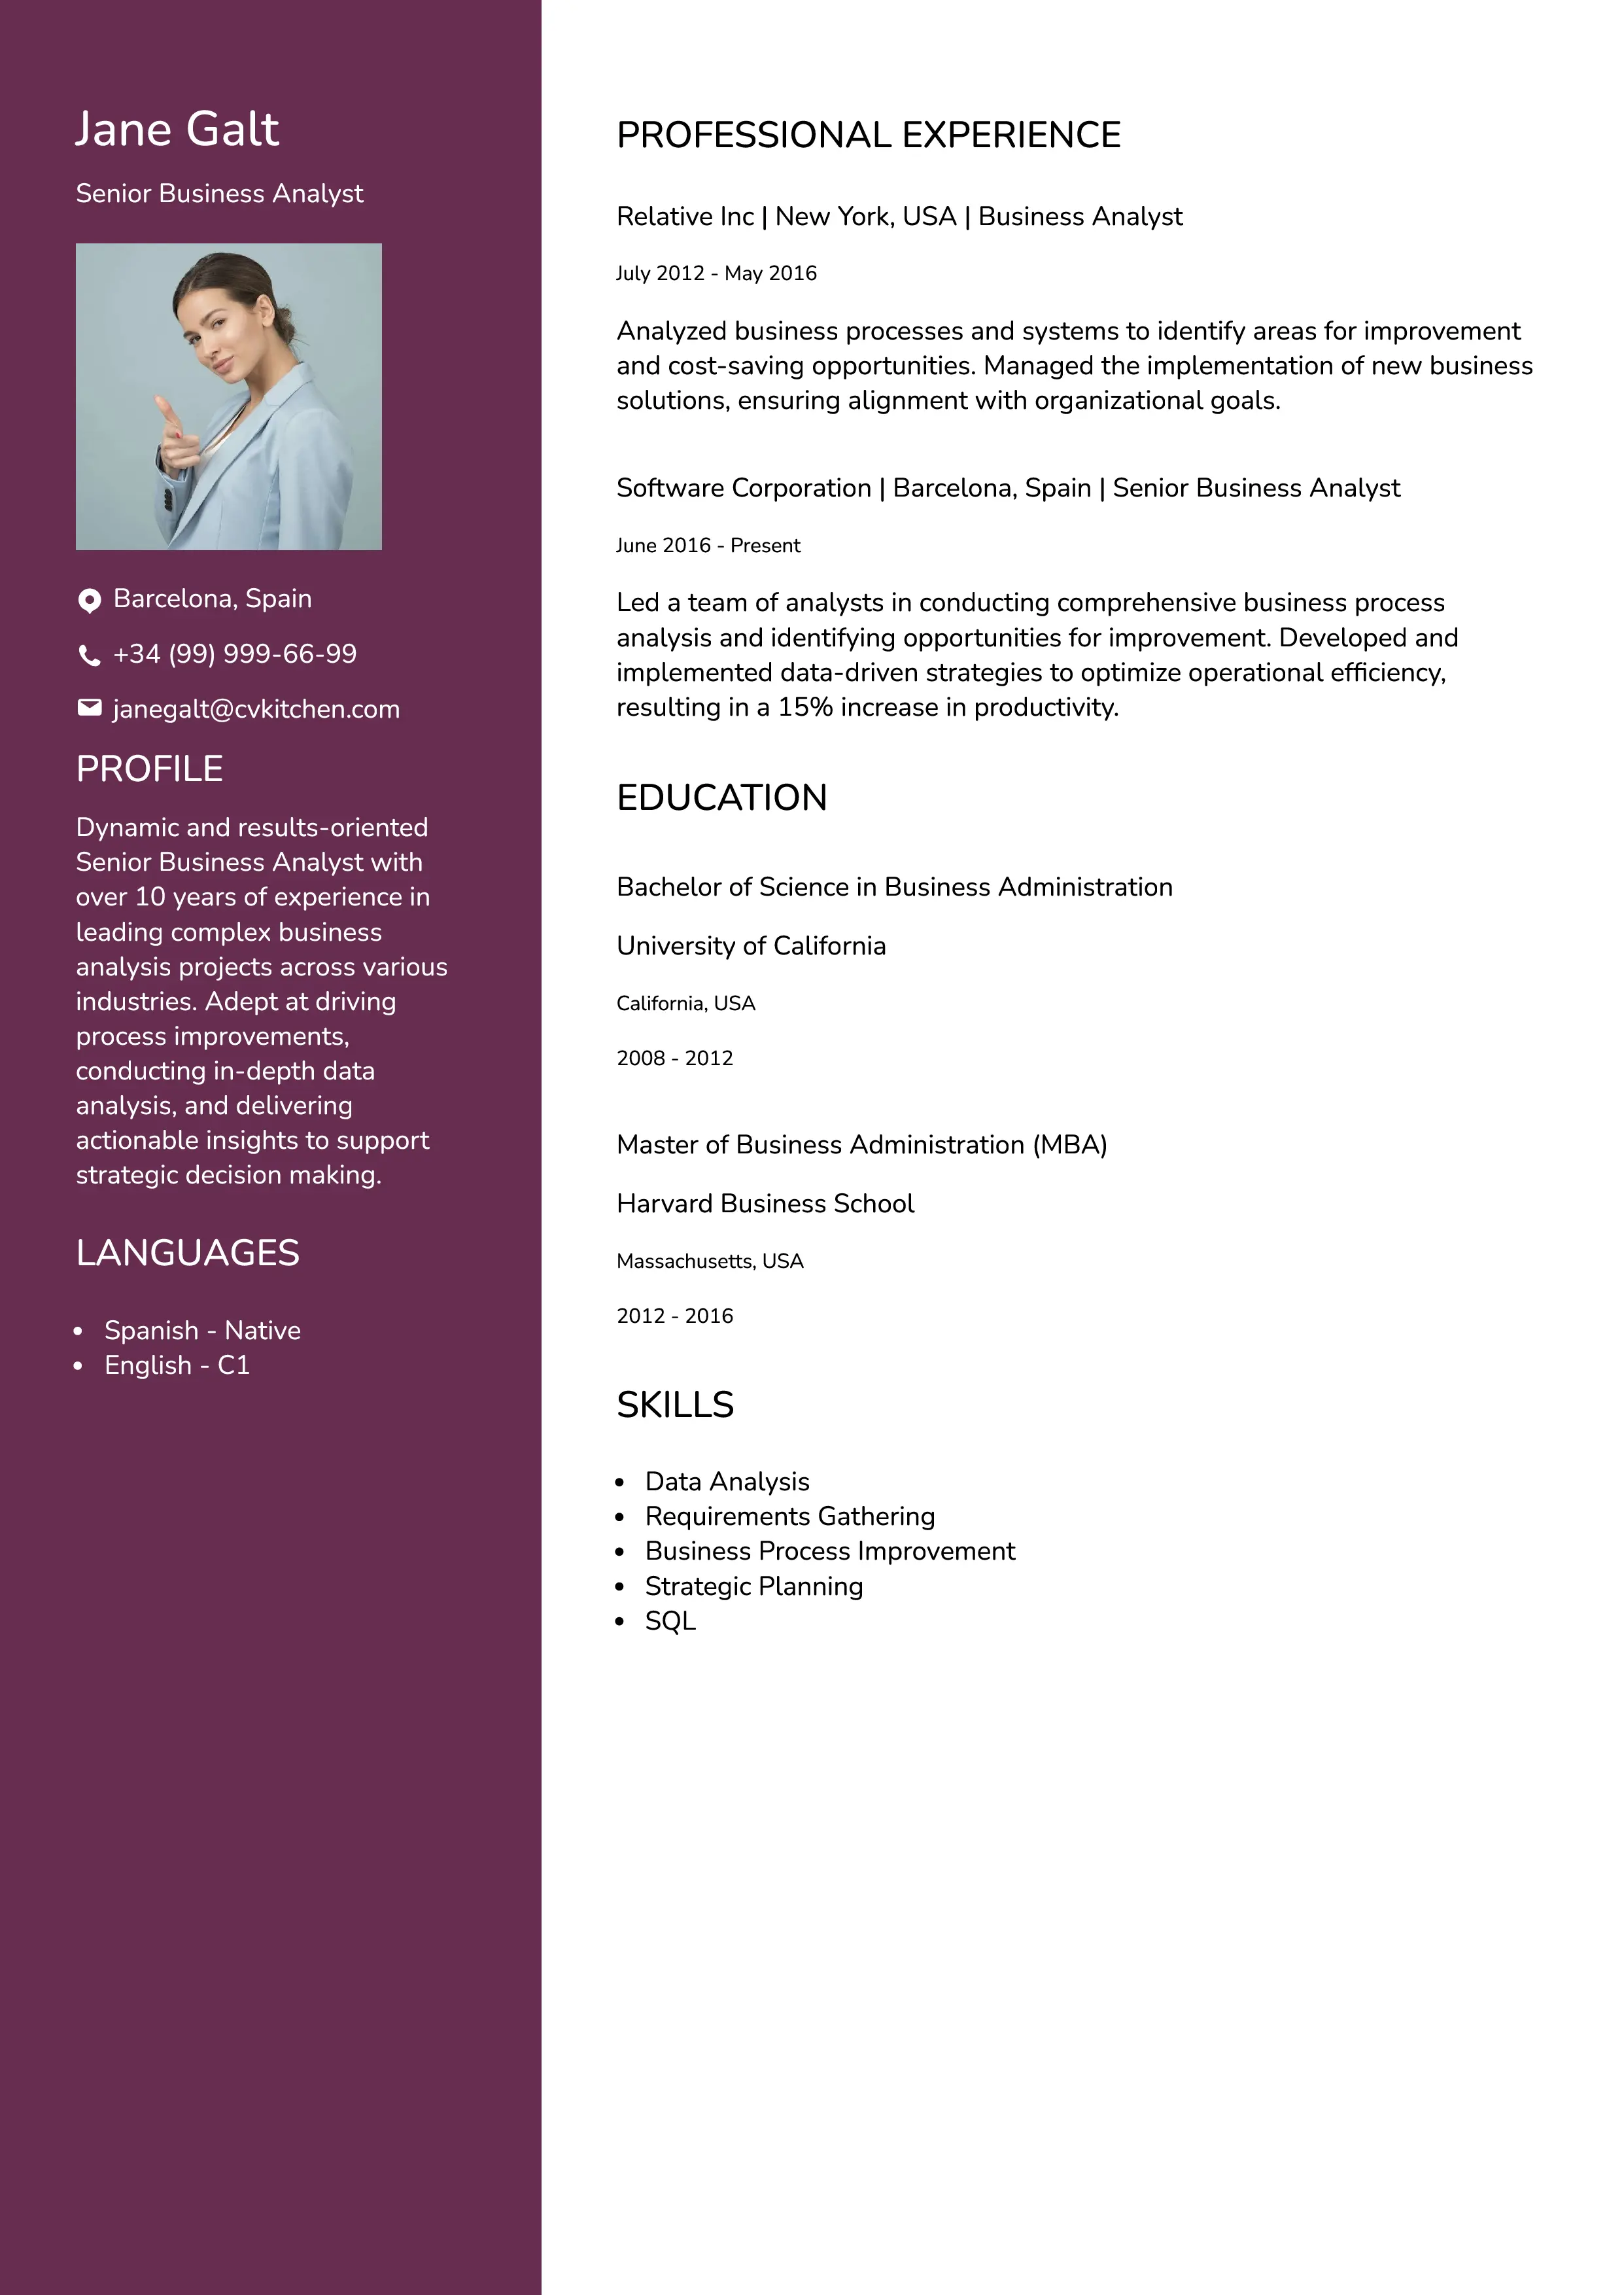 Jane Galt
Senior Business Analyst
Barcelona, Spain
+34 (99) 999-66-99
janegalt@cvkitchen.com
PROFILE
Dynamic and results-oriented
Senior Business Analyst with
over 10 years of experience in
leading complex business
analysis projects across various
industries. Adept at driving
process improvements,
conducting in-depth data
analysis, and delivering
actionable insights to support
strategic decision making.
LANGUAGES
• Spanish - Native
• English - C1
PROFESSIONAL EXPERIENCE
Relative Inc | New York, USA | Business Analyst
July 2012 - May 2016
Analyzed business processes and systems to identify areas for improvement
and cost-saving opportunities. Managed the implementation of new business
solutions, ensuring alignment with organizational goals.
Software Corporation | Barcelona, Spain | Senior Business Analyst
June 2016 - Present
Led a team of analysts in conducting comprehensive business process
analysis and identifying opportunities for improvement. Developed and
implemented data-driven strategies to optimize operational efficiency,
resulting in a 15% increase in productivity.
EDUCATION
Bachelor of Science in Business Administration
University of California
California, USA
2008 - 2012
Master of Business Administration (MBA)
Harvard Business School
Massachusetts, USA
2012 - 2016
SKILLS
• Data Analysis
• Requirements Gathering
• Business Process Improvement
• Strategic Planning
• SQL